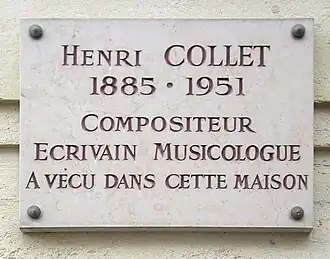 HENRI COLLET
1885 · 1951
COMPOSITEUR
ECRIVAIN MUSICOLOGUE
A VÉCU DANS CETTE MAISON